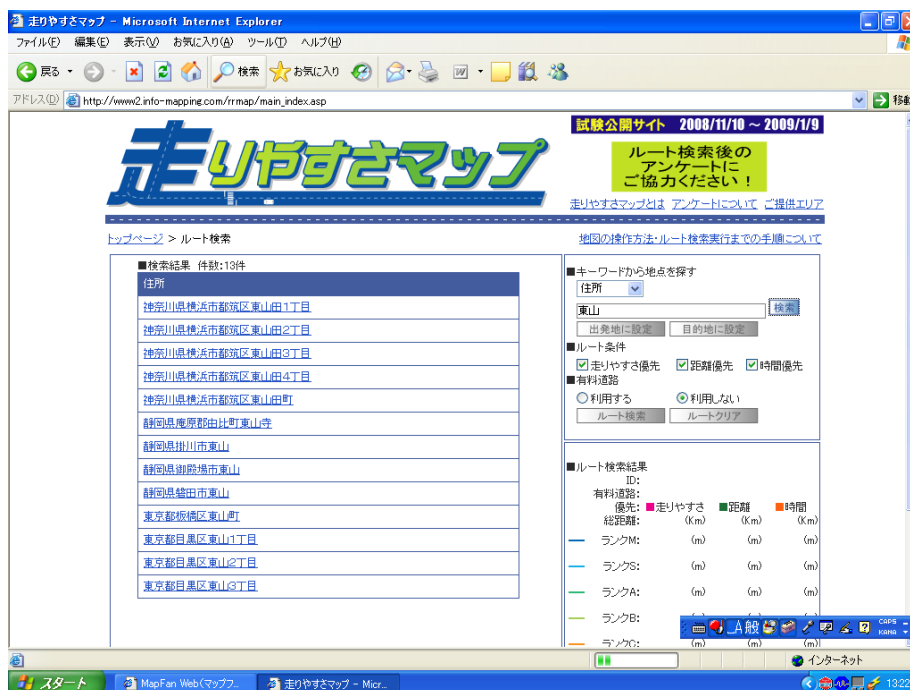 走りやすさマップ - Microsoft Internet Explorer
ファイル(F) 編集(E) 表示(V) お気に入り(A) ツール(T) ヘルプ(H)
戻る 検索 お気に入り
アドレス(D) http://www2.info-mapping.com/rrmap/main_index.asp 移動
走りやすさマップ
試験公開サイト 2008/11/10 ～ 2009/1/9
ルート検索後の
アンケートに
ご協力ください！
走りやすさマップとは アンケートについて ご提供エリア
トップページ > ルート検索
地図の操作方法・ルート検索実行までの手順について
■検索結果 件数:13件
住所
神奈川県横浜市都筑区東山田1丁目
神奈川県横浜市都筑区東山田2丁目
神奈川県横浜市都筑区東山田3丁目
神奈川県横浜市都筑区東山田4丁目
神奈川県横浜市都筑区東山田町
静岡県庵原郡由比町東山寺
静岡県掛川市東山
静岡県御殿場市東山
静岡県磐田市東山
東京都板橋区東山町
東京都目黒区東山1丁目
東京都目黒区東山2丁目
東京都目黒区東山3丁目
■キーワードから地点を探す
住所
東山 検索
出発地に設定 目的地に設定
■ルート条件
走りやすさ優先 距離優先 時間優先
■有料道路
利用する 利用しない
ルート検索 ルートクリア
■ルート検索結果
ID:
有料道路:
優先: ■走りやすさ ■距離 ■時間
総距離: (Km) (Km) (Km)
ランクM: (m) (m) (m)
ランクS: (m) (m) (m)
ランクA: (m) (m) (m)
ランクB:
ランクC: (m) (m) (m)
A 般 CAPS KANA
インターネット
スタート MapFan Web(マップフ... 走りやすさマップ - Micr... 13:22